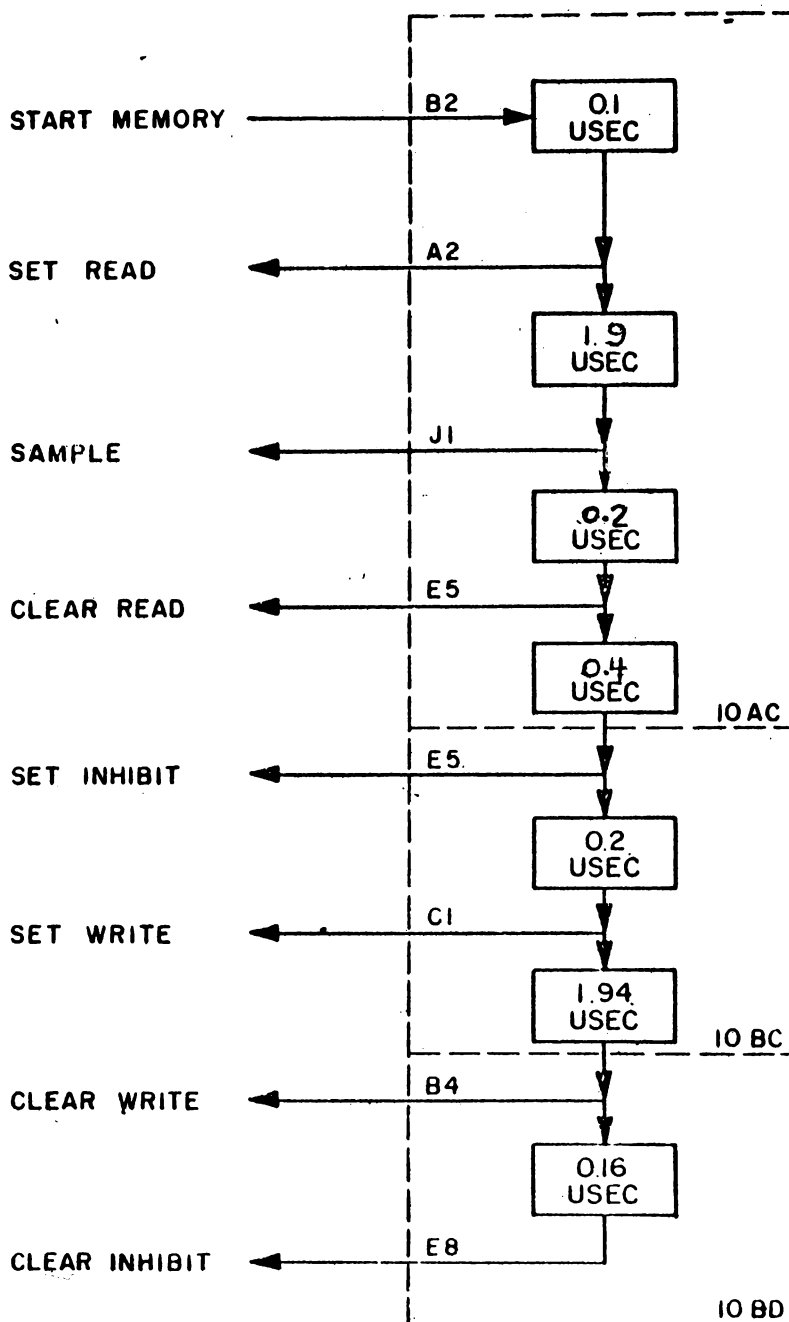 START MEMORY B2 0.1
USEC
SET READ A2
1.9
USEC
SAMPLE J1
0.2
USEC
CLEAR READ E5
0.4
USEC
10 AC
SET INHIBIT E5
0.2
USEC
SET WRITE C1
1.94
USEC
10 BC
CLEAR WRITE B4
0.16
USEC
CLEAR INHIBIT E8
10 BD